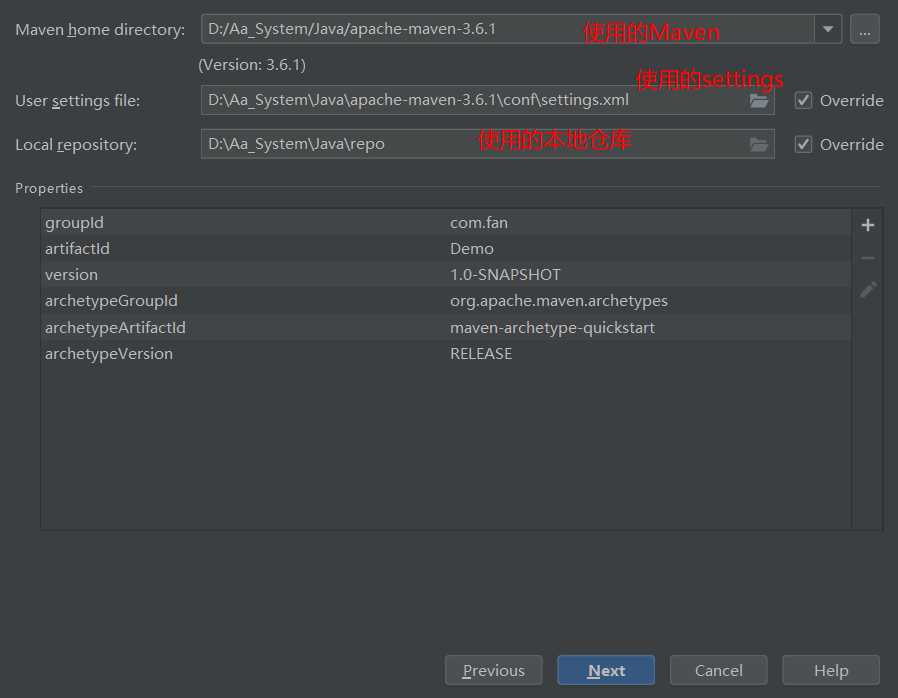 Maven home directory: D:/Aa_System/Java/apache-maven-3.6.1 使用的Maven ...
(Version: 3.6.1)
使用的settings
User settings file: D:\Aa_System\Java\apache-maven-3.6.1\conf\settings.xml Override
Local repository: D:\Aa_System\Java\repo 使用的本地仓库 Override
Properties
groupId com.fan
artifactId Demo
version 1.0-SNAPSHOT
archetypeGroupId org.apache.maven.archetypes
archetypeArtifactId maven-archetype-quickstart
archetypeVersion RELEASE
Previous Next Cancel Help